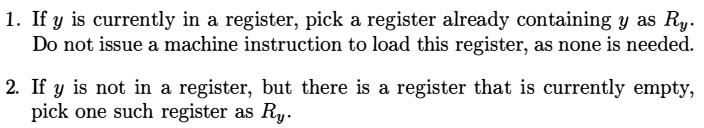 1. If y is currently in a register, pick a register already containing y as Ry.
Do not issue a machine instruction to load this register, as none is needed.
2. If y is not in a register, but there is a register that is currently empty,
pick one such register as Ry.